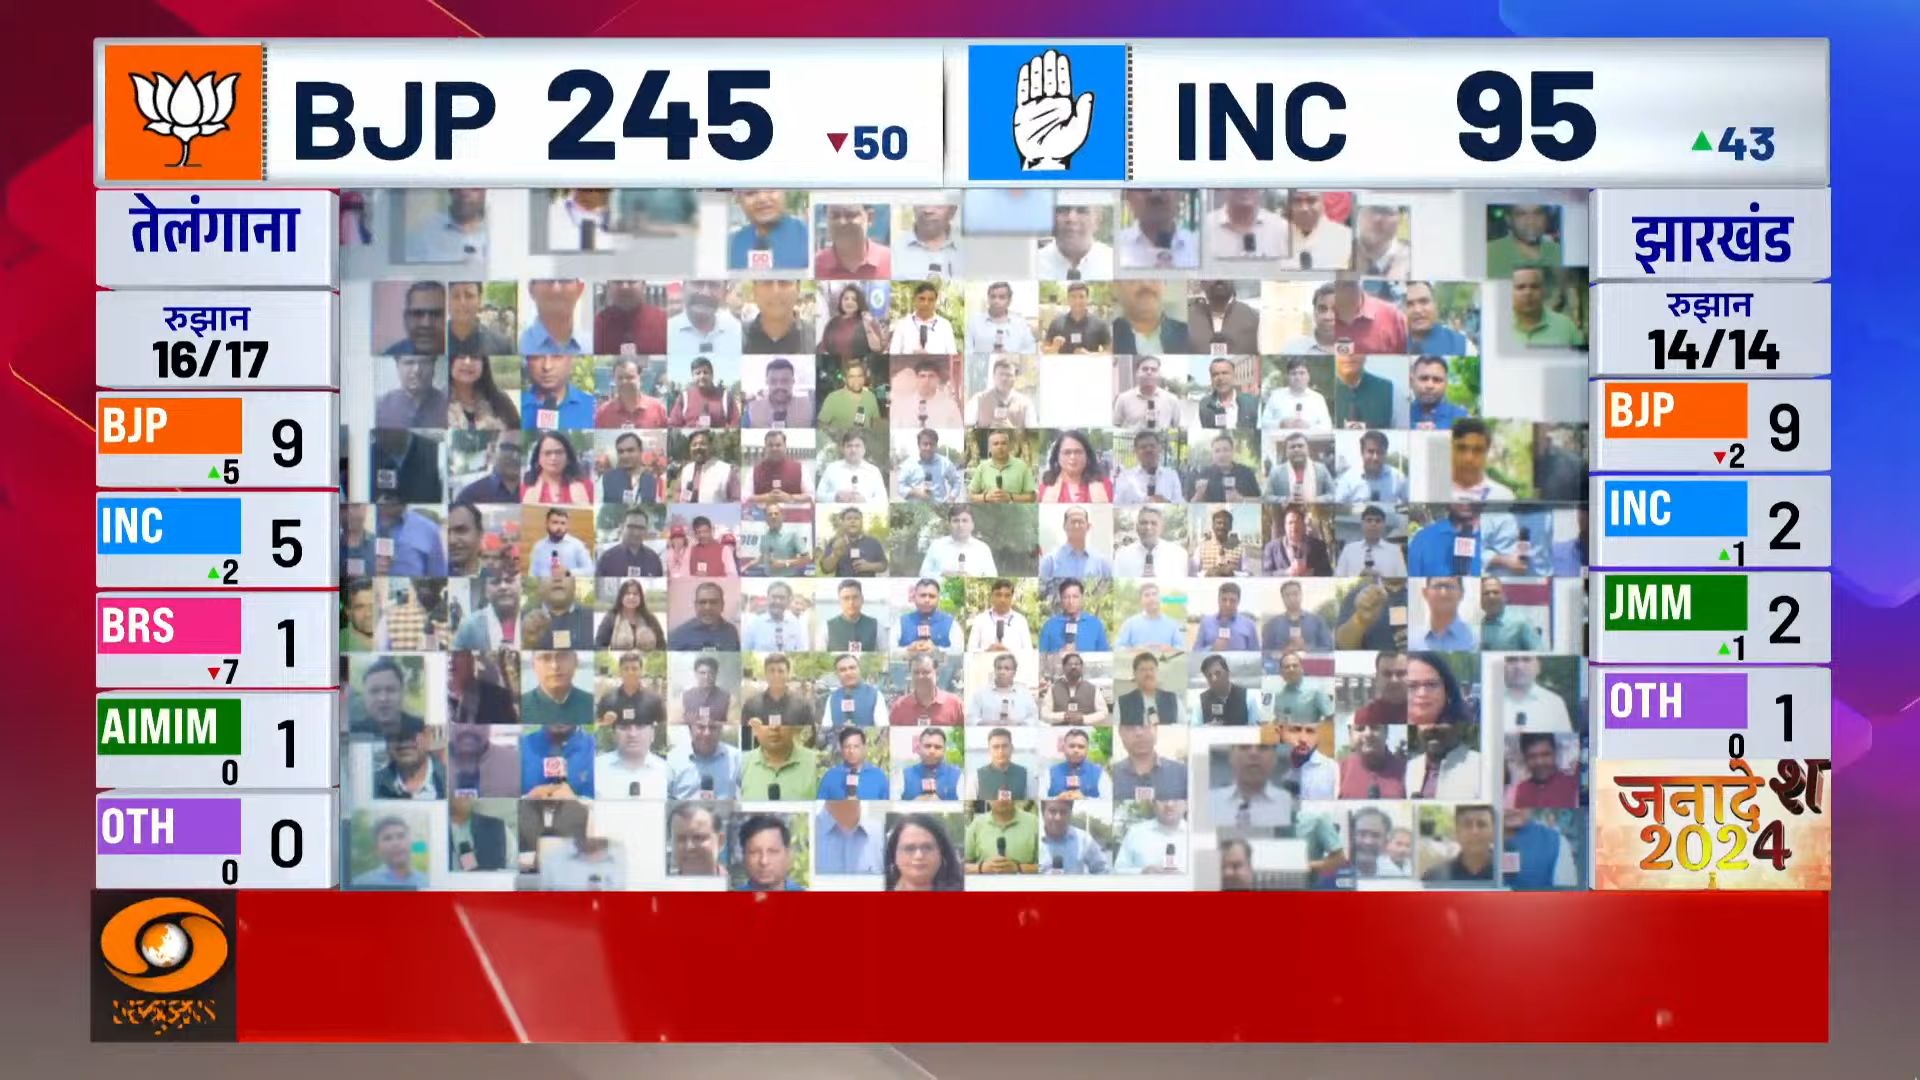 BJP 245 ▼50
INC 95 ▲43
तेलंगाना
रुझान
16/17
BJP 9
▲5
INC 5
▲2
BRS 1
▼7
AIMIM 1
0
OTH 0
0
झारखंड
रुझान
14/14
BJP 9
▼2
INC 2
▲1
JMM 2
▲1
OTH 1
0
जनादेश
2024